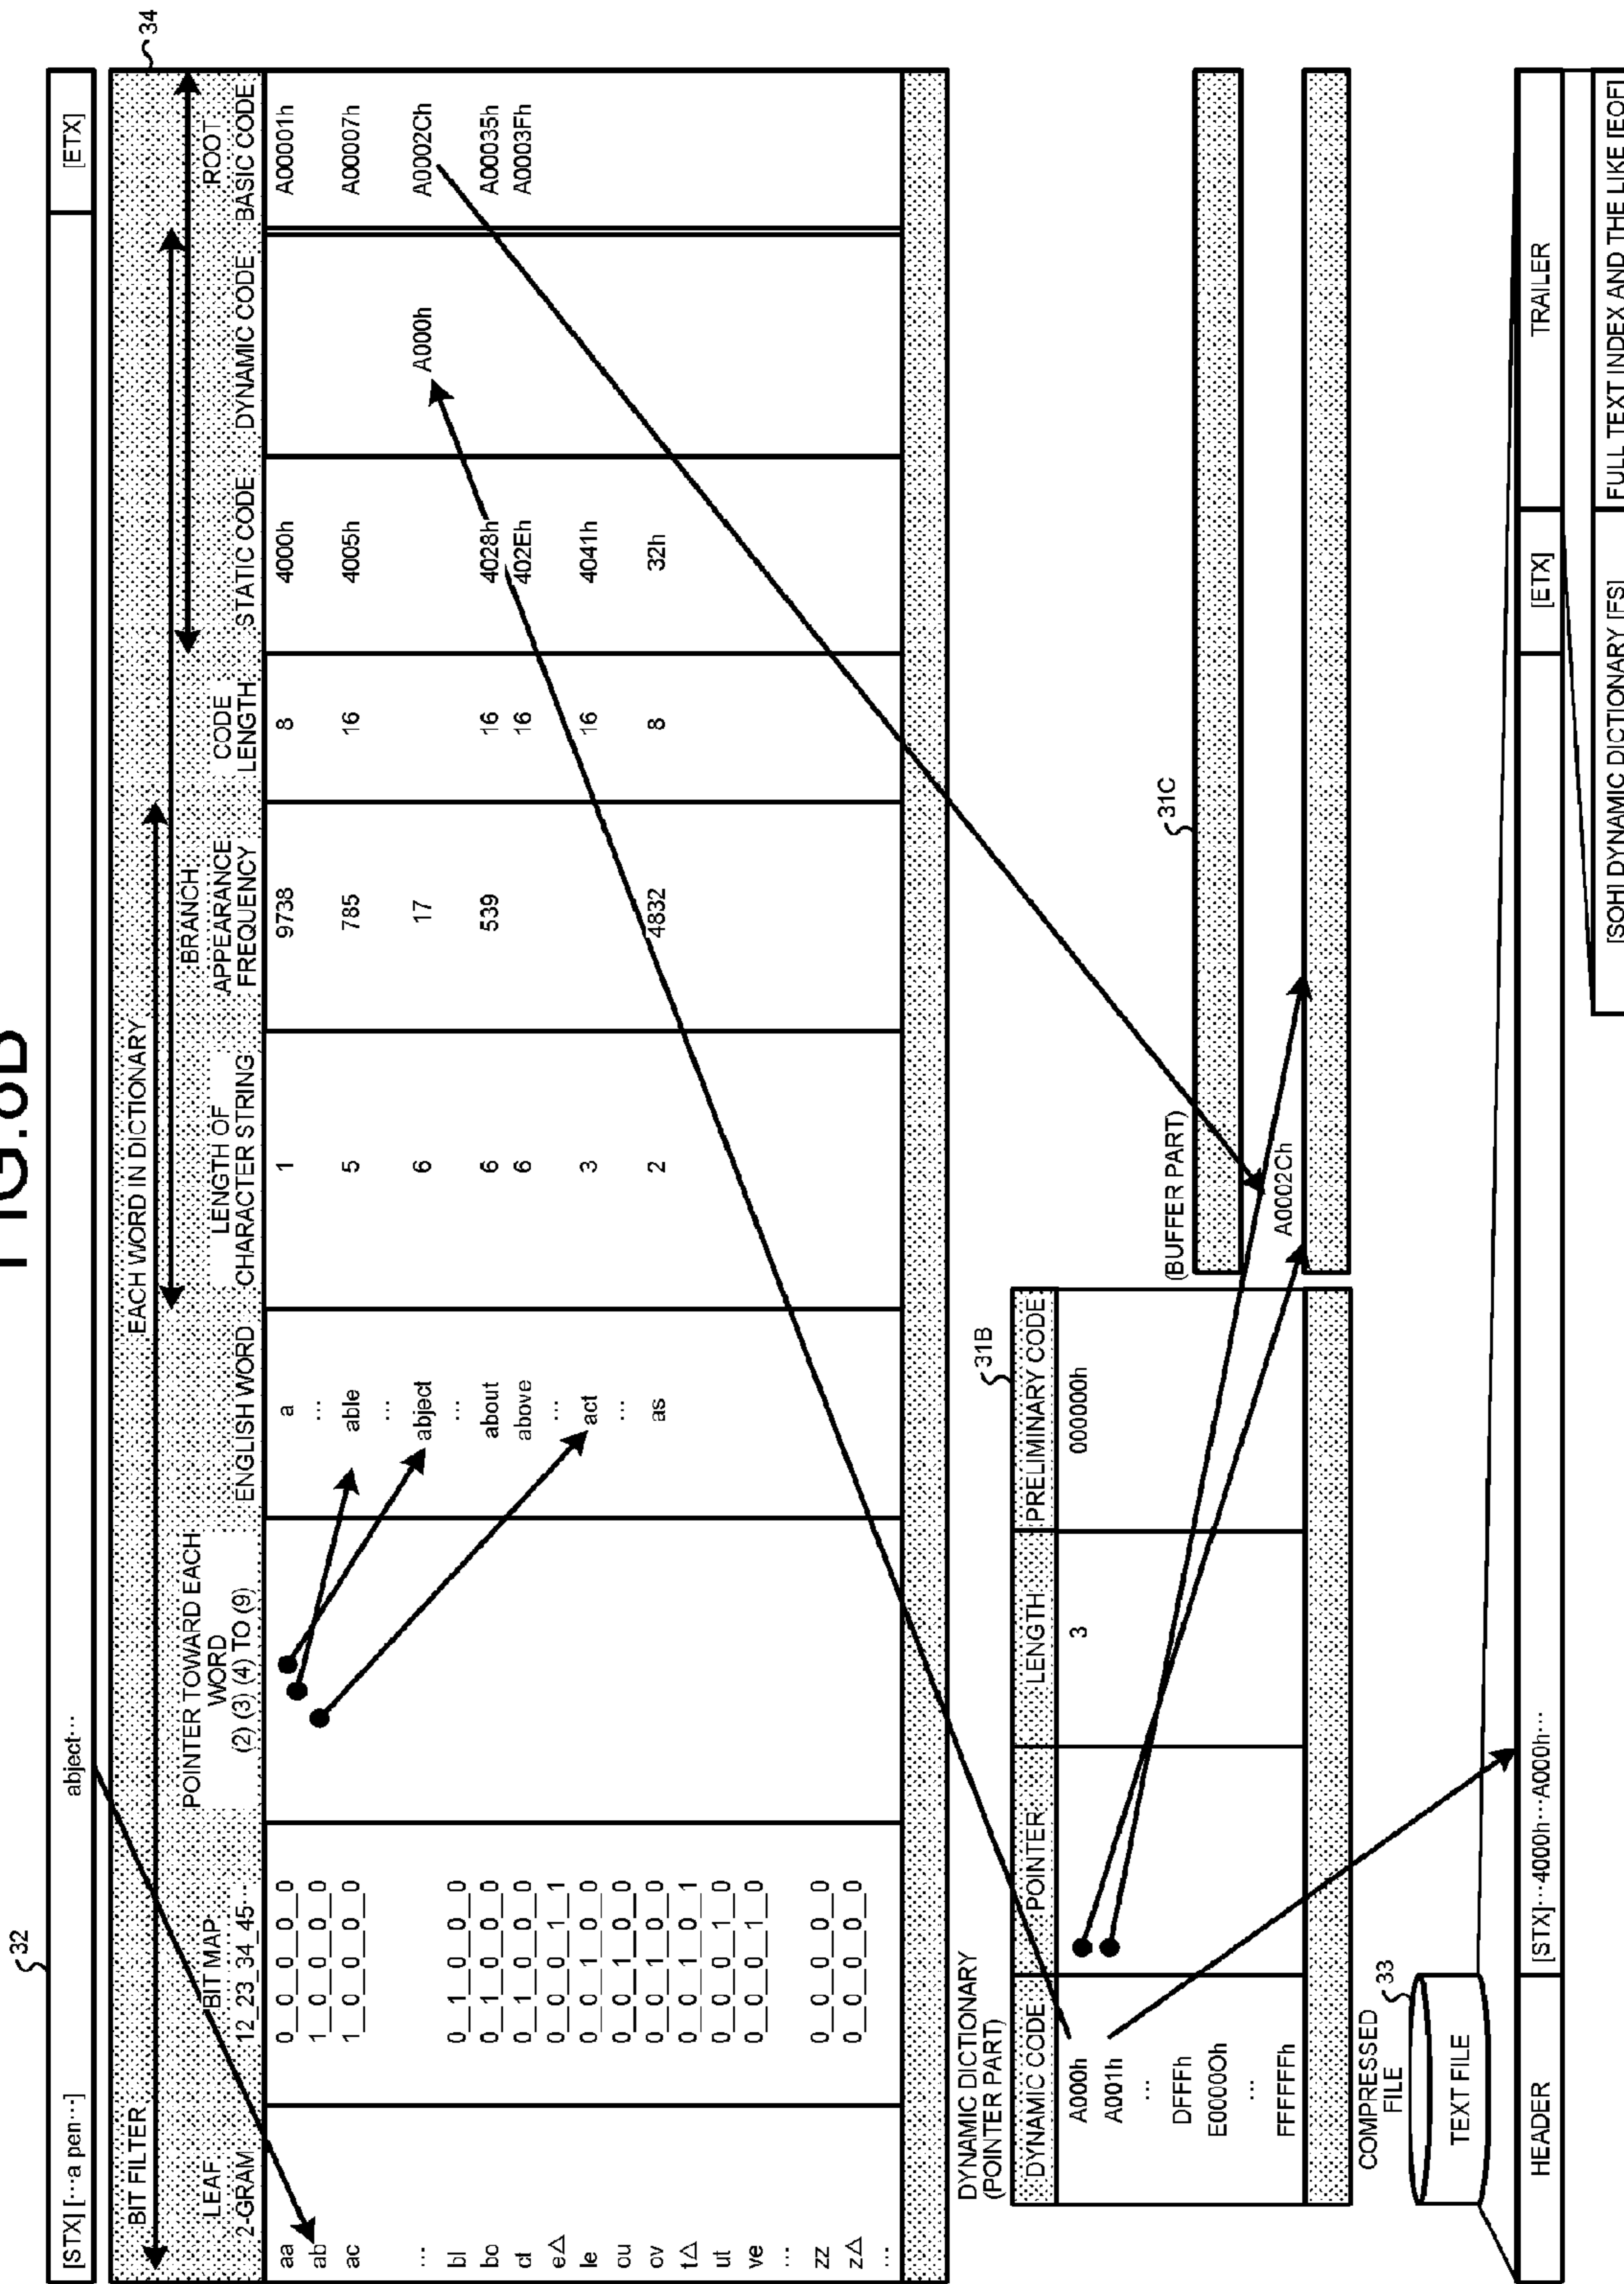 FIG.8B
32
[STX] [···a pen···] abject··· [ETX]
34
BIT FILTER EACH WORD IN DICTIONARY
LEAF BRANCH ROOT
2-GRAM
BIT MAP
12_23_34_45···
POINTER TOWARD EACH
WORD
(2) (3) (4) TO (9)
ENGLISH WORD
LENGTH OF
CHARACTER STRING
APPEARANCE
FREQUENCY
CODE
LENGTH
STATIC CODE
DYNAMIC CODE
BASIC CODE
aa 0_0_0_0_0 a 1 9738 8 4000h A00001h
ab 1_0_0_0_0 ···
ac 1_0_0_0_0 able 5 785 16 4005h A00007h
···
··· abject 6 17 A000h A0002Ch
bl 0_1_0_0_0 ···
bo 0_1_0_0_0 about 6 539 16 4028h A00035h
ct 0_1_0_0_0 above 6 16 402Eh A0003Fh
e△ 0_0_0_1_1 ···
le 0_0_1_0_0 act 3 16 4041h
ou 0_0_1_0_0 ···
ov 0_0_1_0_0 as 2 4832 8 32h
t△ 0_0_1_0_1
ut 0_0_0_1_0
ve 0_0_0_1_0
···
zz 0_0_0_0_0
z△ 0_0_0_0_0
···
DYNAMIC DICTIONARY
(POINTER PART)
31B
DYNAMIC CODE POINTER LENGTH PRELIMINARY CODE
A000h 3 000000h
A001h
···
DFFFh
E0000Oh
···
FFFFFFh
(BUFFER PART)
31C
A0002Ch
COMPRESSED
FILE
33
TEXT FILE
HEADER [STX]···4000h···A000h··· [ETX] TRAILER
[SOH] DYNAMIC DICTIONARY [FS] FULL TEXT INDEX AND THE LIKE [EOF]